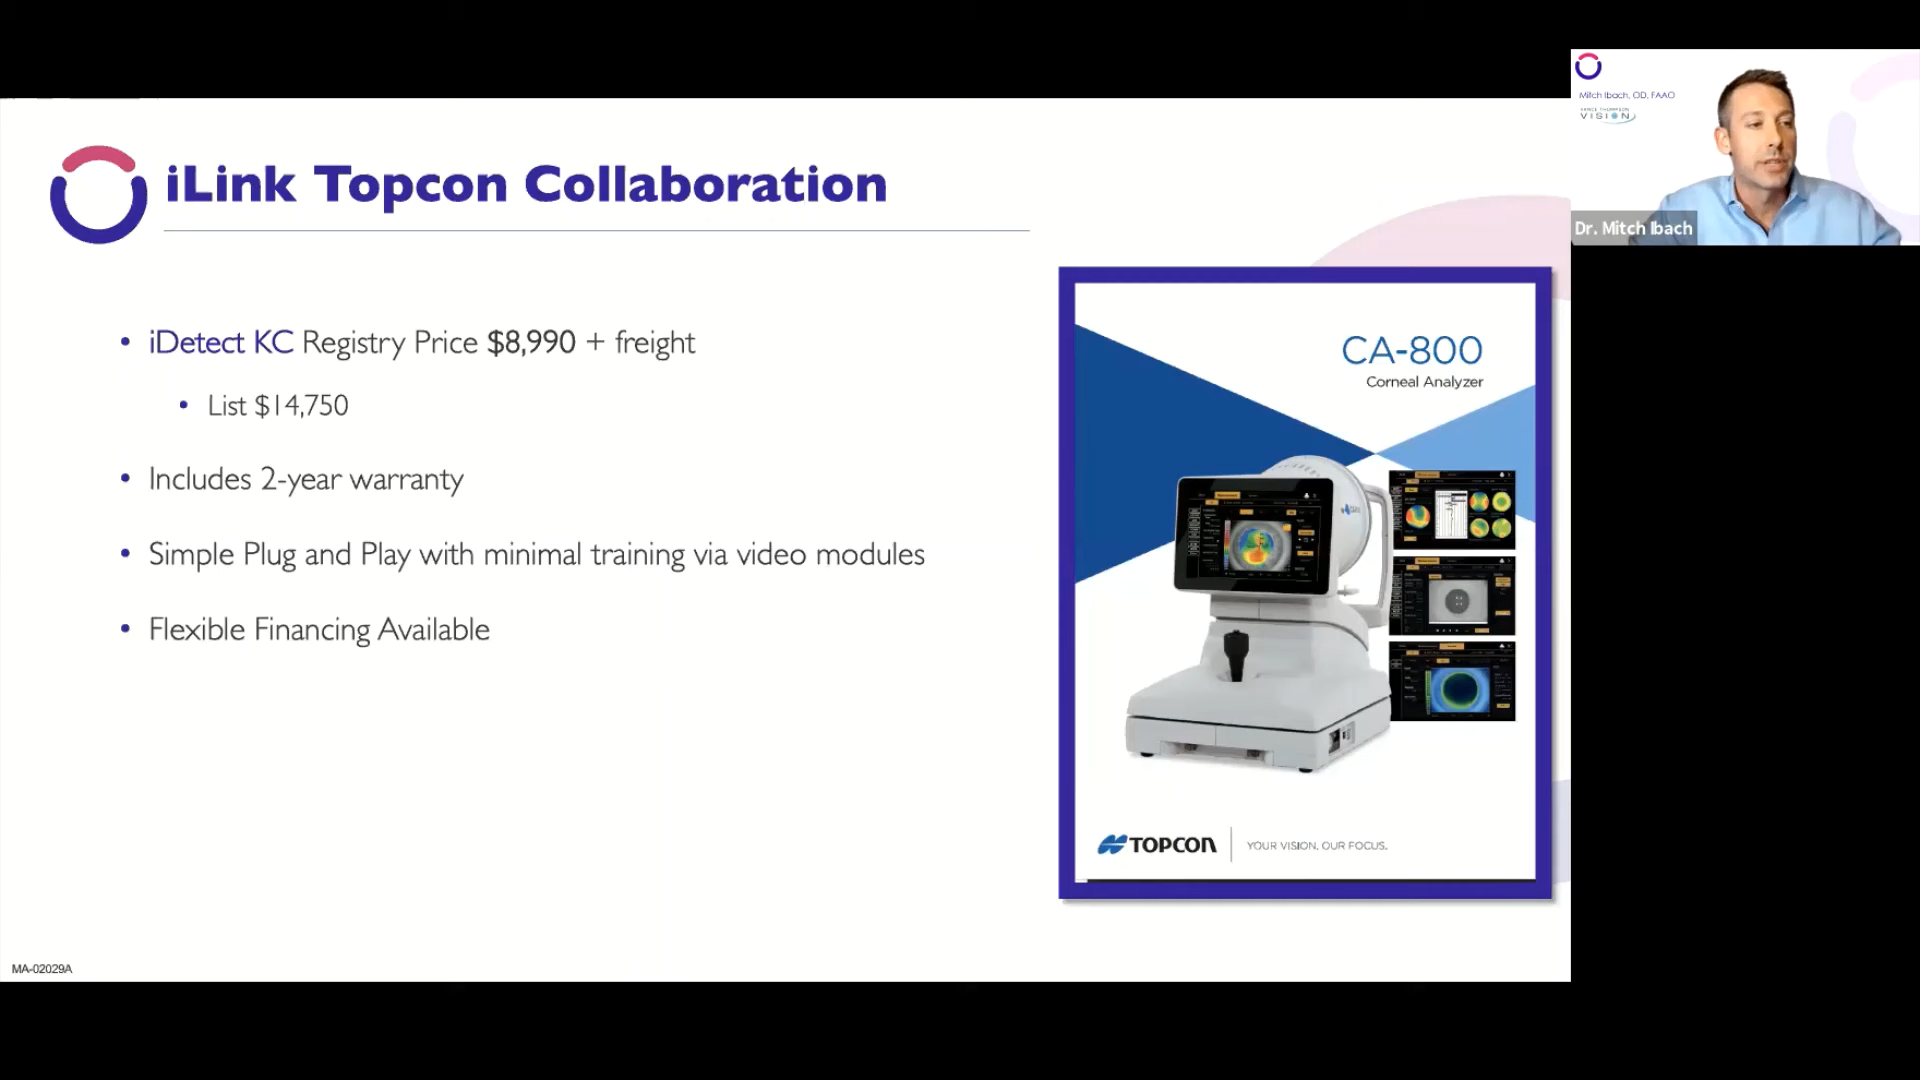 iLink Topcon Collaboration
• iDetect KC Registry Price $8,990 + freight
• List $14,750
• Includes 2-year warranty
• Simple Plug and Play with minimal training via video modules
• Flexible Financing Available
CA-800
Corneal Analyzer
TOPCON
YOUR VISION. OUR FOCUS.
MA-02029A
Mitch Ibach, OD, FAAO
VANCE THOMPSON
VISION
Dr. Mitch Ibach